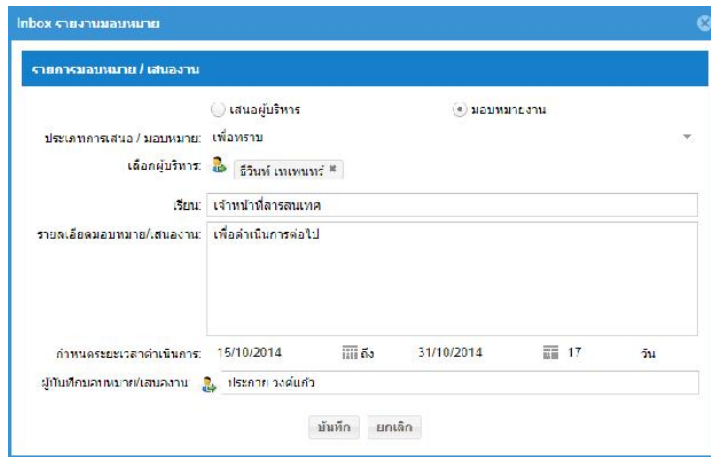 Inbox รายงานมอบหมาย
รายการมอบหมาย / เสนองาน
เสนอผู้บริหาร มอบหมายงาน
ประเภทการเสนอ / มอบหมาย: เพื่อทราบ
เลือกผู้บริหาร: ธีวินท์
เรียน: เจ้าหน้าที่สารสนเทศ
รายละเอียดมอบหมาย/เสนองาน: เพื่อดำเนินการต่อไป
กำหนดระยะเวลาดำเนินการ: 15/10/2014 ถึง 31/10/2014 17 วัน
ผู้บันทึกมอบหมาย/เสนองาน ประกาย วงค์แก้ว
บันทึก ยกเลิก